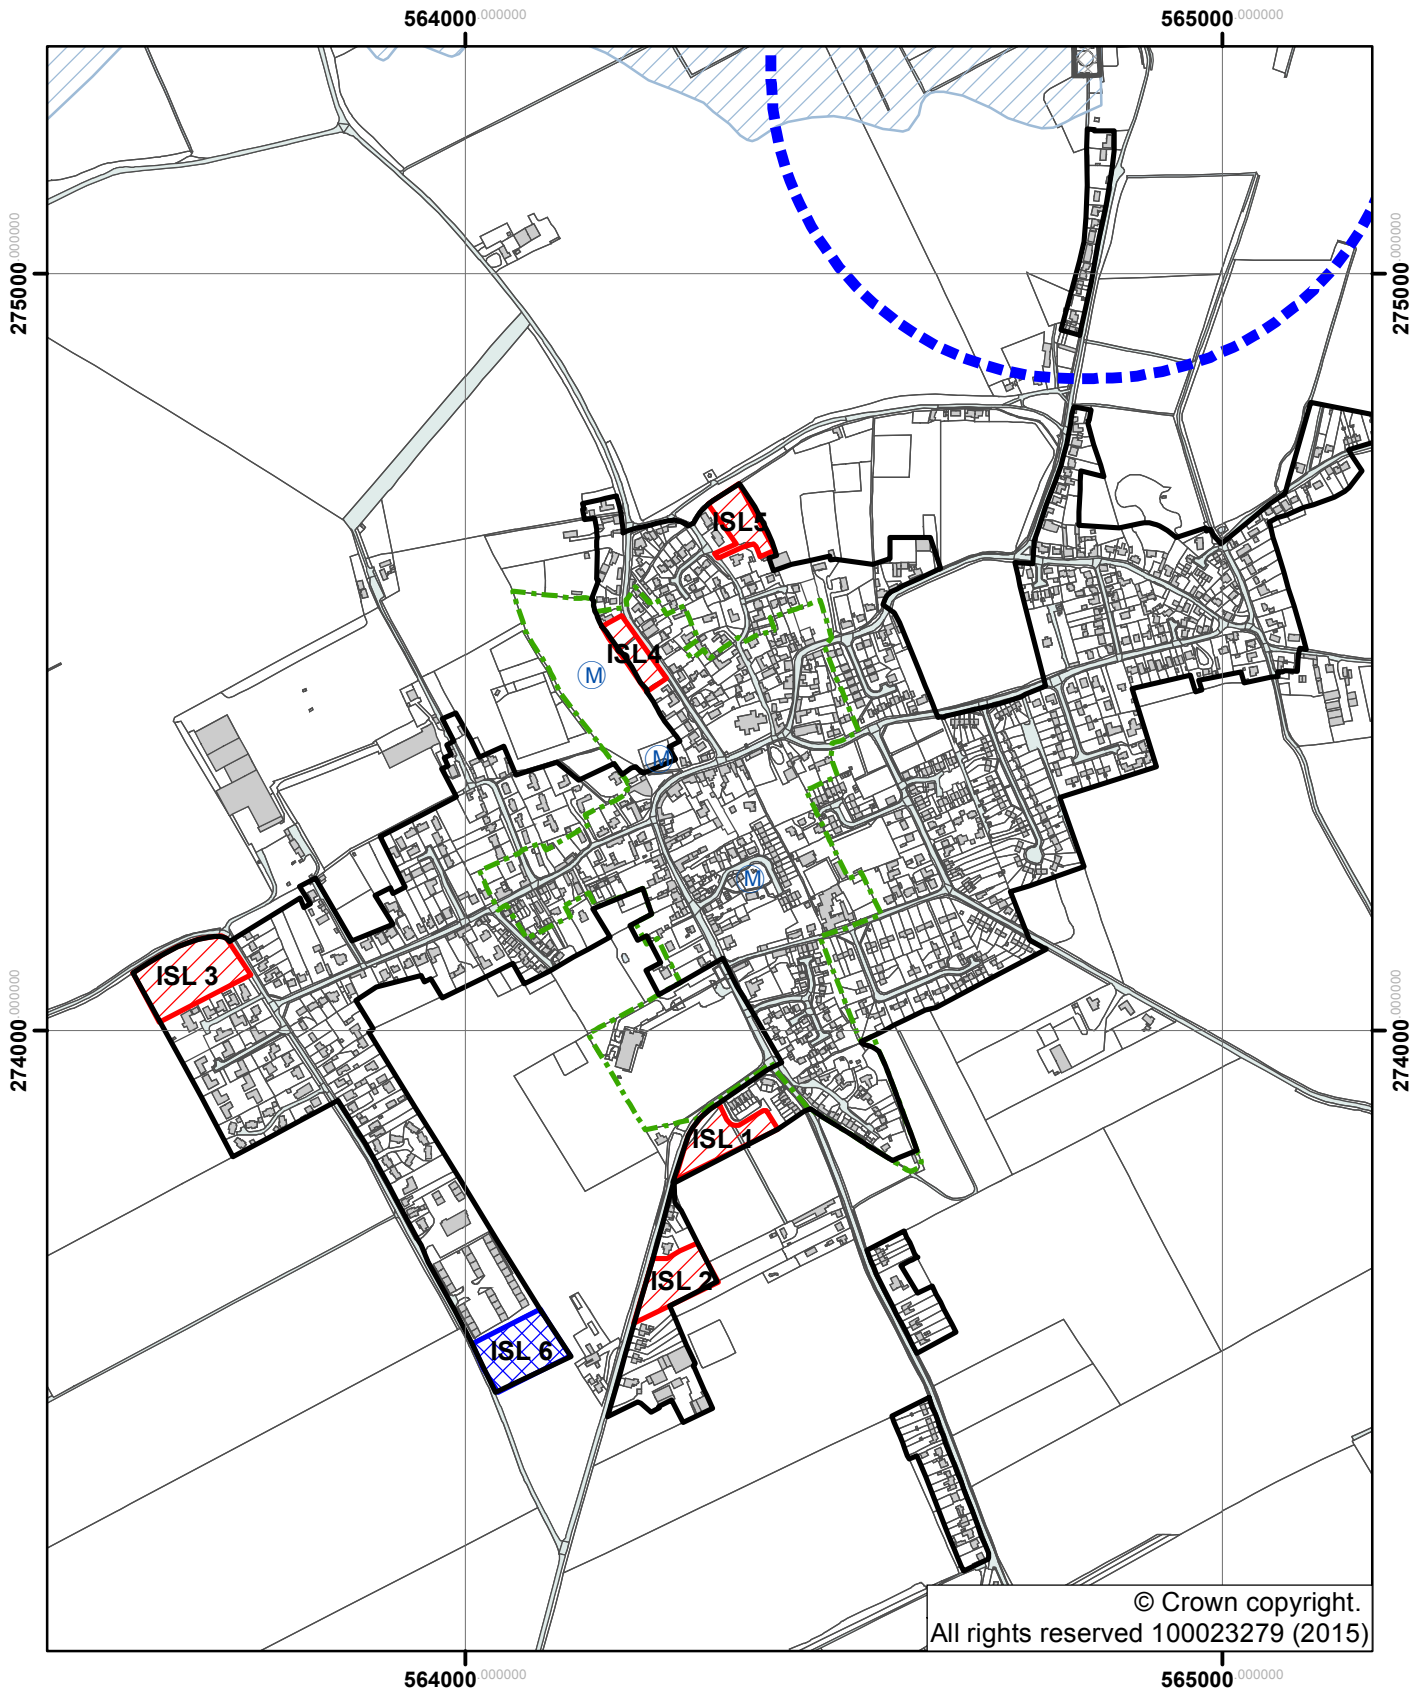 564000.000000
565000.000000
275000.000000
275000.000000
ISL5
ISL4
M
M
M
ISL 3
274000.000000
274000.000000
ISL 1
ISL 2
ISL 6
© Crown copyright.
All rights reserved 100023279 (2015)
564000.000000
565000.000000